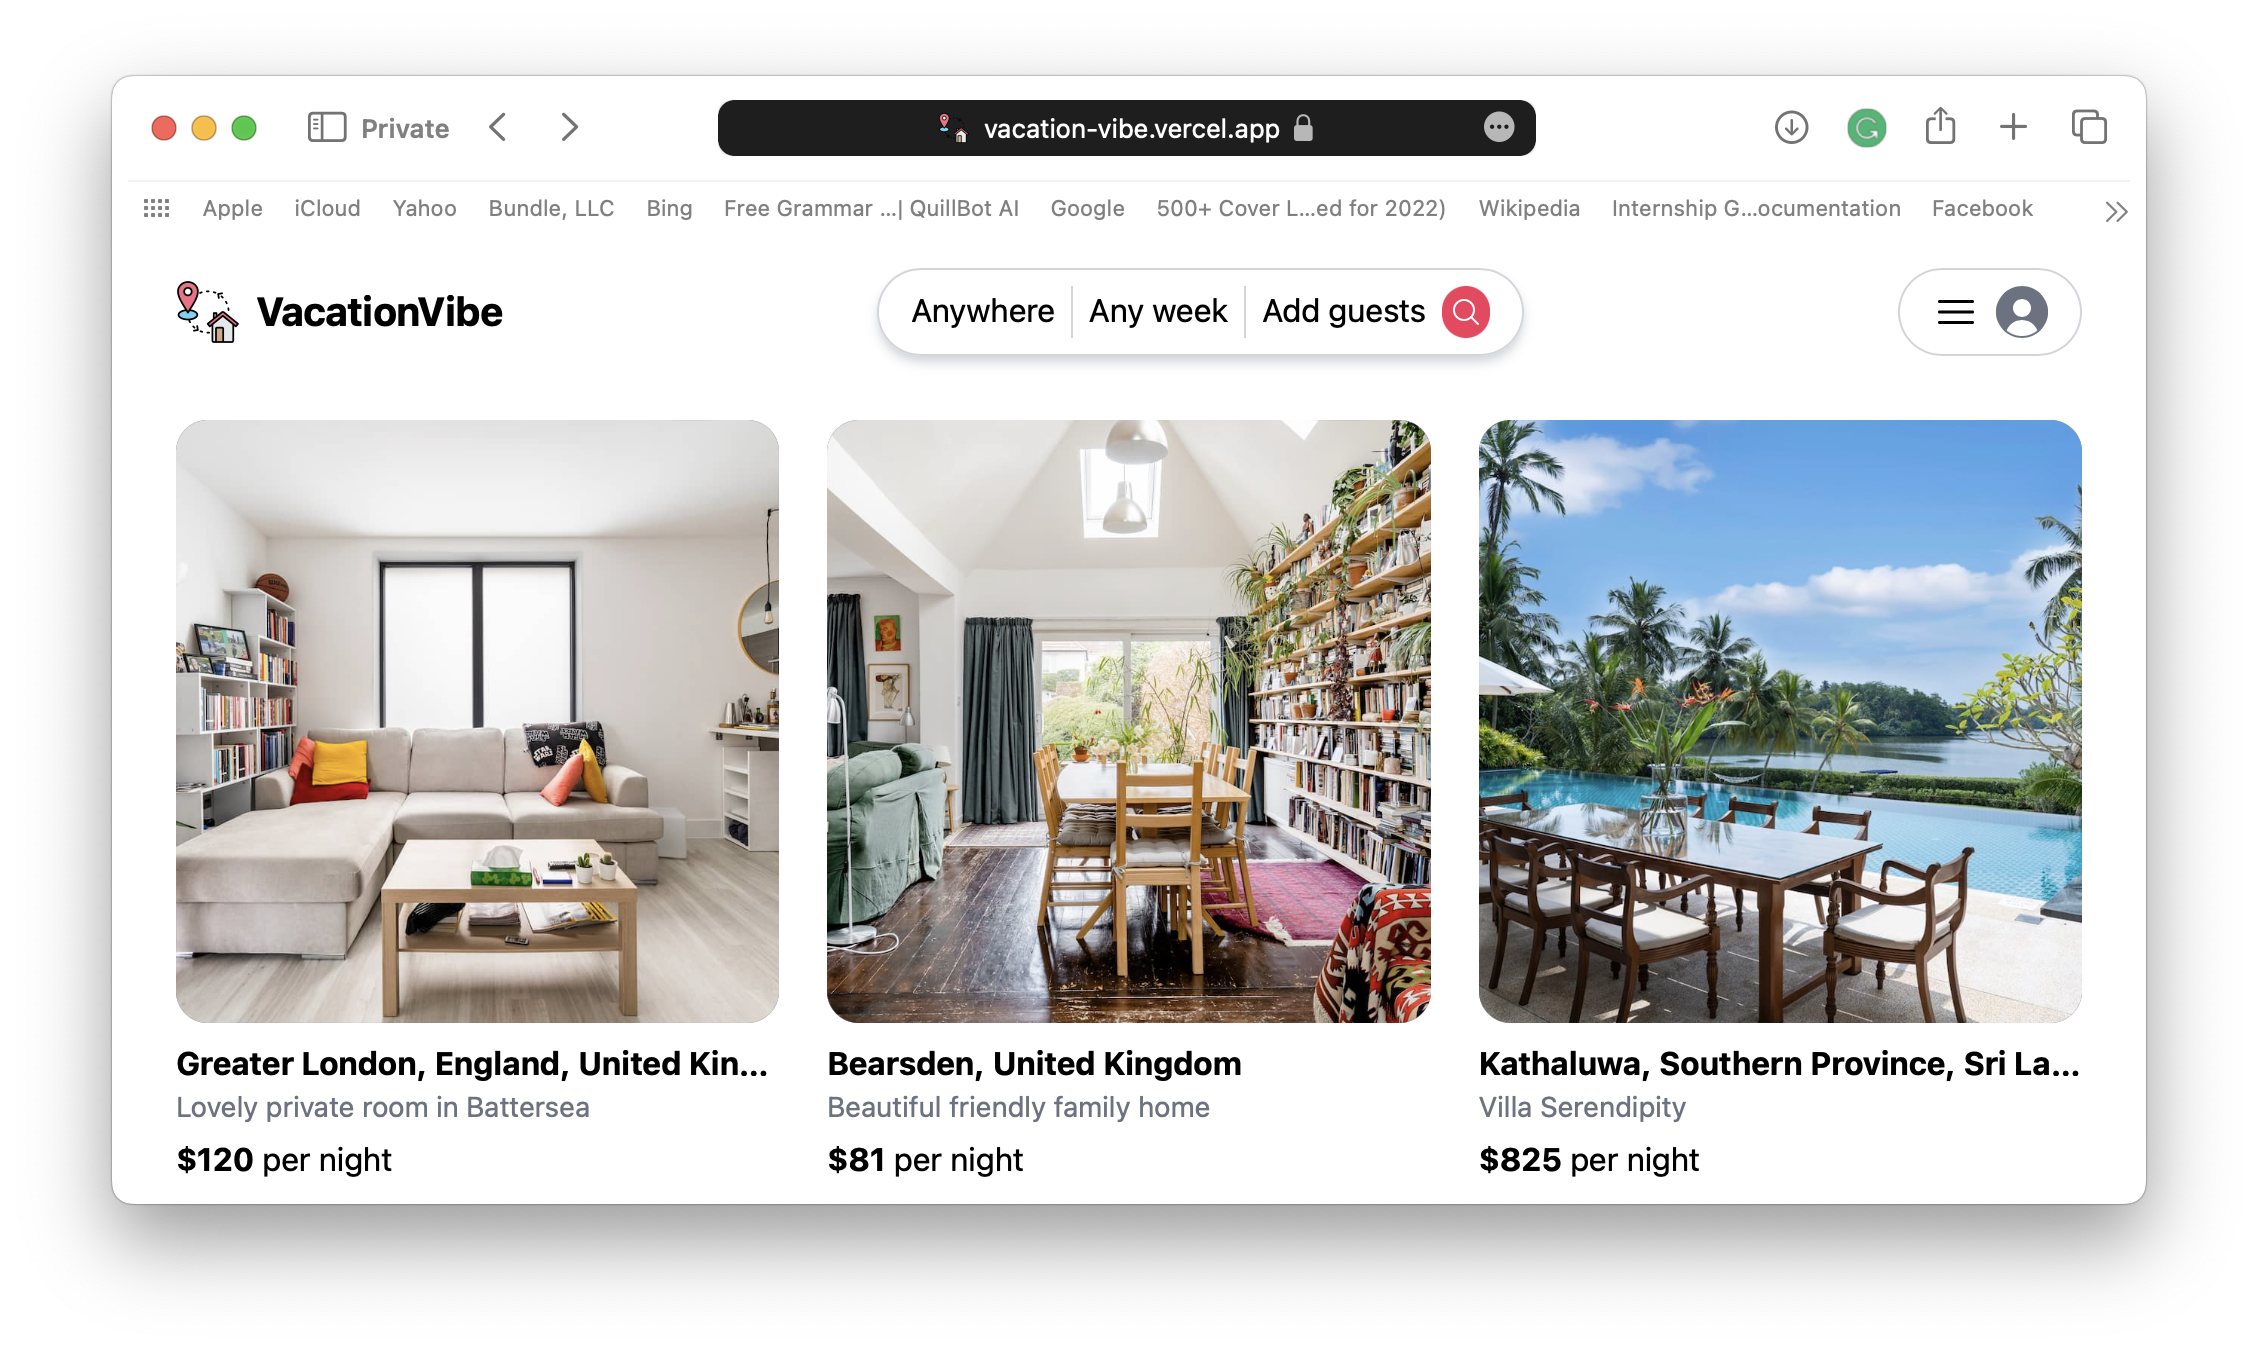 Private
vacation-vibe.vercel.app
Apple iCloud Yahoo Bundle, LLC Bing Free Grammar ...| QuillBot AI Google 500+ Cover L...ed for 2022) Wikipedia Internship G...ocumentation Facebook
VacationVibe
Anywhere Any week Add guests
STAR WARS
Greater London, England, United Kin...
Lovely private room in Battersea
$120 per night
Bearsden, United Kingdom
Beautiful friendly family home
$81 per night
Kathaluwa, Southern Province, Sri La...
Villa Serendipity
$825 per night